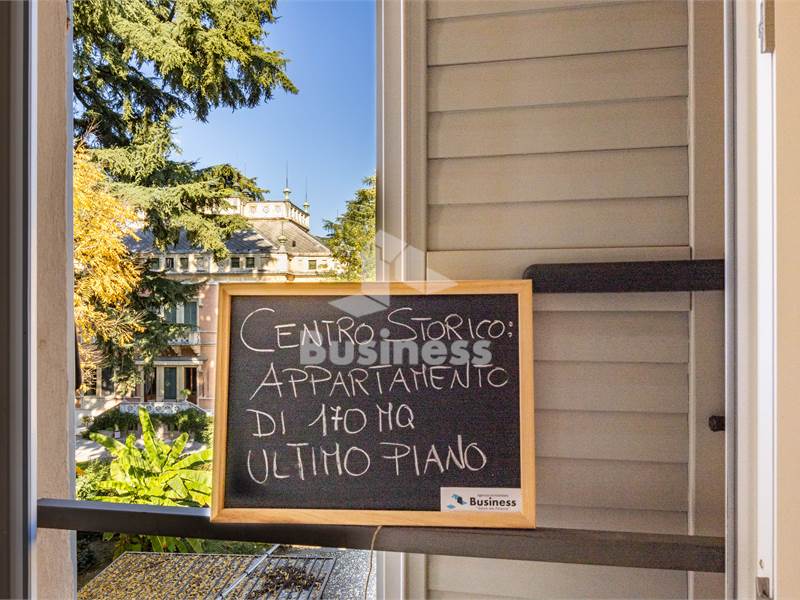 CENTRO STORICO:
Business
APPARTAMENTO
DI 170 MQ
ULTIMO PIANO
Business